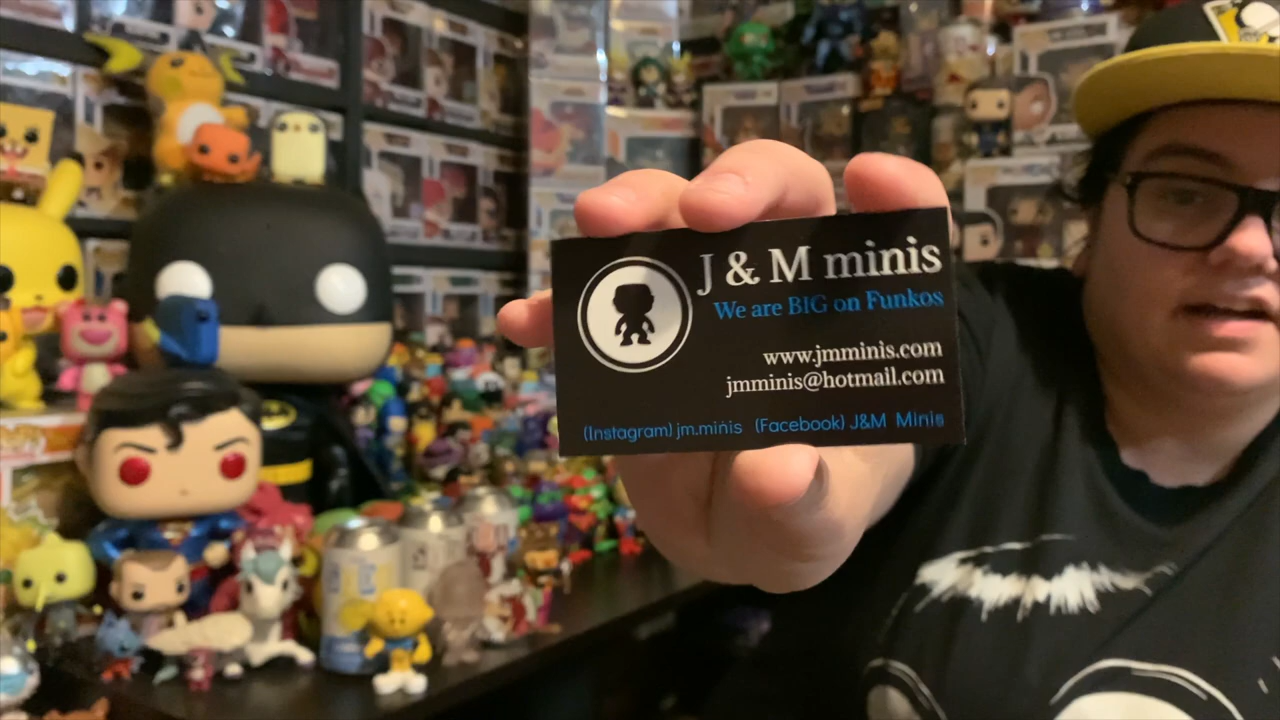 J & M minis
We are BIG on Funkos
www.jmminis.com
jmminis@hotmail.com
(Instagram) jm.minis (Facebook) J&M Minis